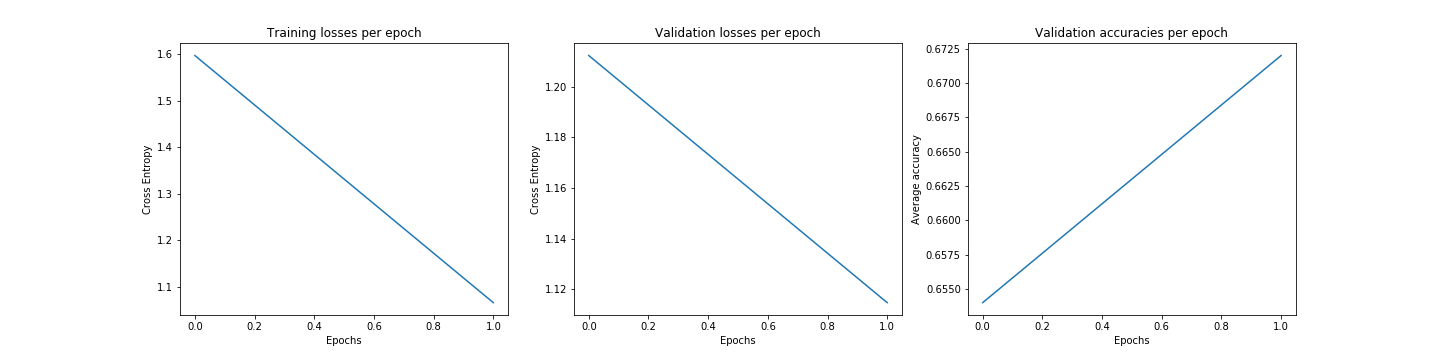 Training losses per epoch
Cross Entropy
1.6
1.5
1.4
1.3
1.2
1.1
0.0 0.2 0.4 0.6 0.8 1.0
Epochs
Validation losses per epoch
Cross Entropy
1.20
1.18
1.16
1.14
1.12
0.0 0.2 0.4 0.6 0.8 1.0
Epochs
Validation accuracies per epoch
Average accuracy
0.6725
0.6700
0.6675
0.6650
0.6625
0.6600
0.6575
0.6550
0.0 0.2 0.4 0.6 0.8 1.0
Epochs